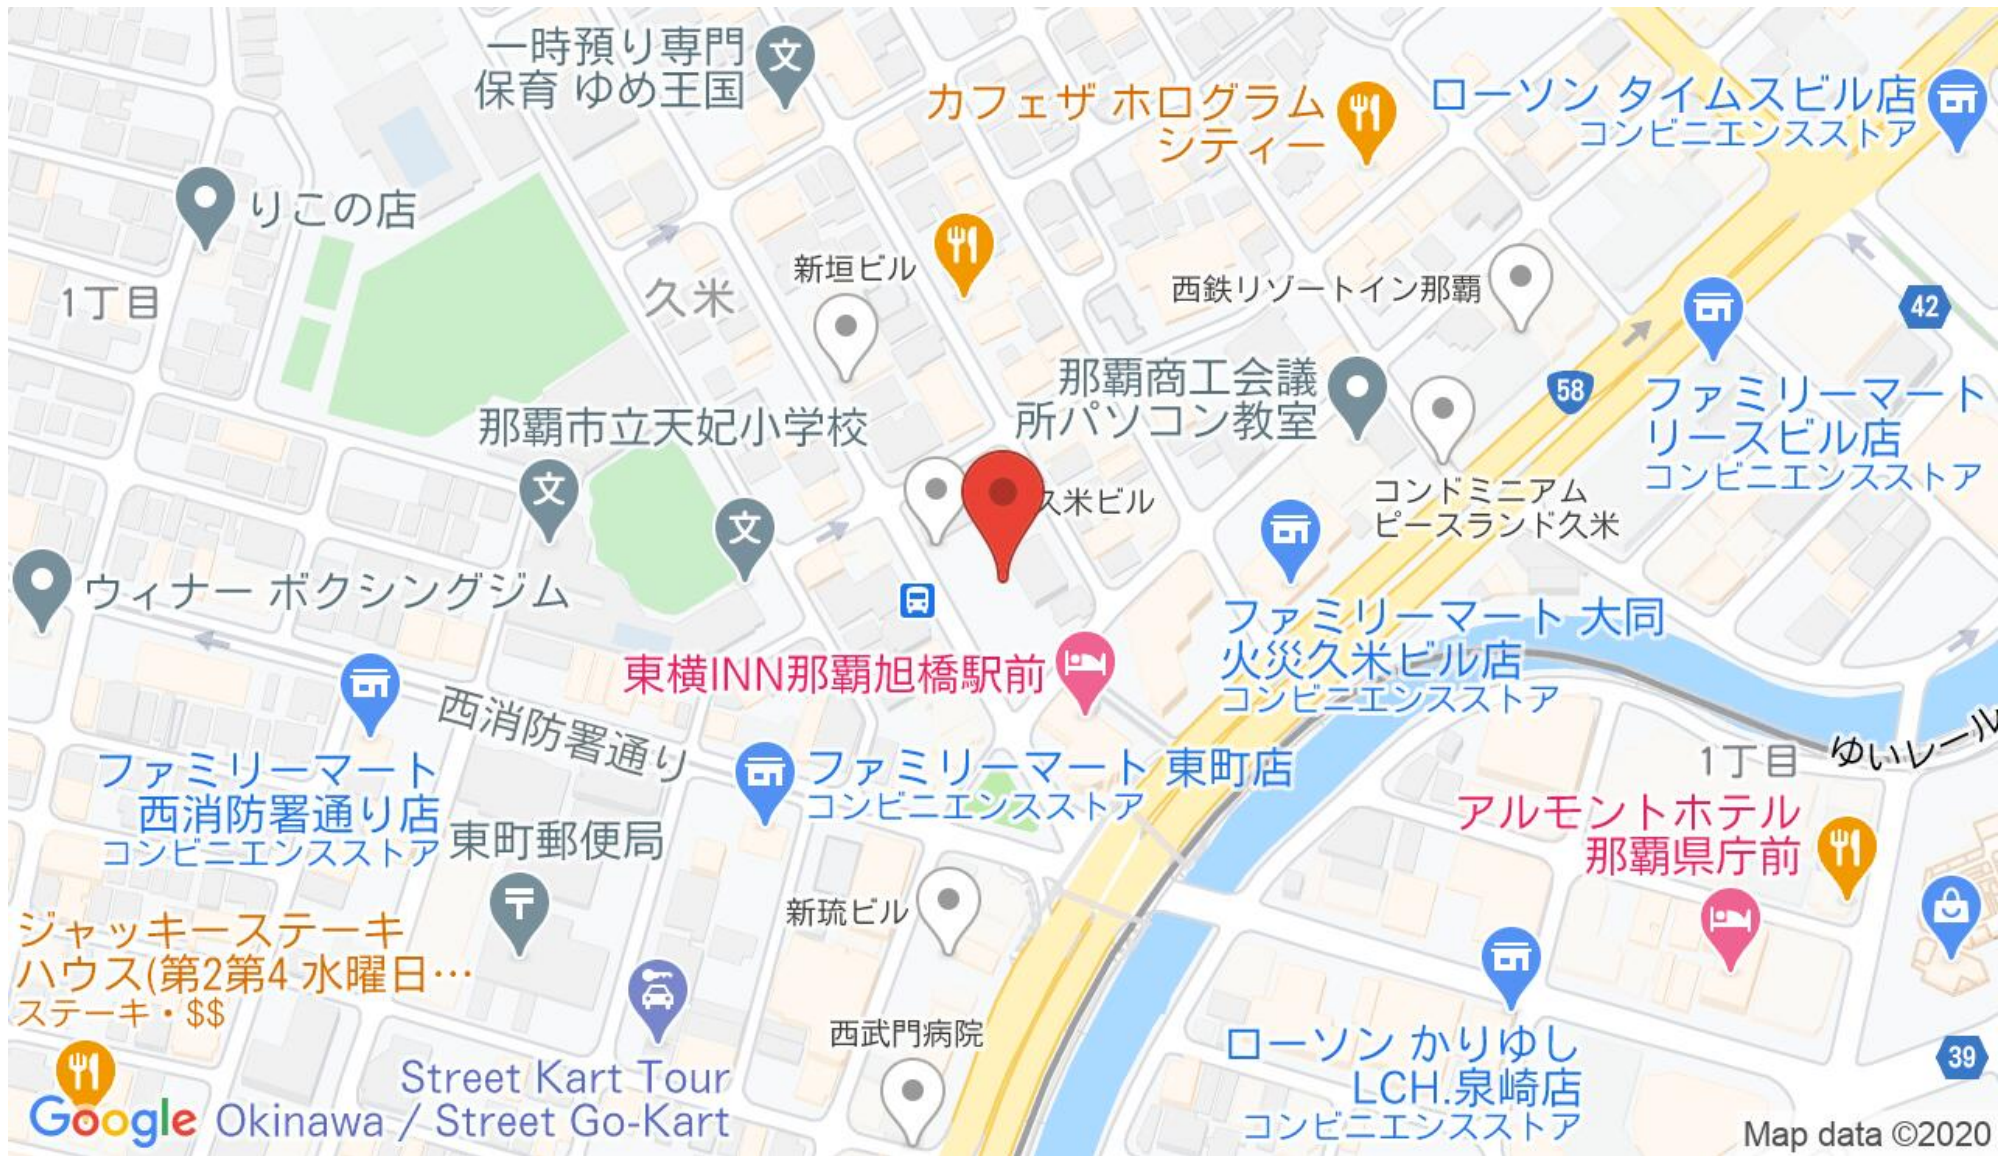 一時預り専門
保育 ゆめ王国
文
カフェザ ホログラム
シティー
ローソン タイムスビル店
コンビニエンスストア
りこの店
1丁目
久米
新垣ビル
西鉄リゾートイン那覇
42
58
那覇商工会議
所パソコン教室
ファミリーマート
リースビル店
コンビニエンスストア
那覇市立天妃小学校
文
文
久米ビル
コンドミニアム
ピースランド久米
ウィナー ボクシングジム
ファミリーマート 大同
火災久米ビル店
コンビニエンスストア
東横INN那覇旭橋駅前
西消防署通り
ファミリーマート
西消防署通り店
コンビニエンスストア
ファミリーマート 東町店
コンビニエンスストア
1丁目
ゆいレール
アルモントホテル
那覇県庁前
東町郵便局
〒
新琉ビル
ジャッキーステーキ
ハウス(第2第4 水曜日…
ステーキ・$$
西武門病院
ローソン かりゆし
LCH.泉崎店
コンビニエンスストア
39
Street Kart Tour
Okinawa / Street Go-Kart
Google
Map data ©2020